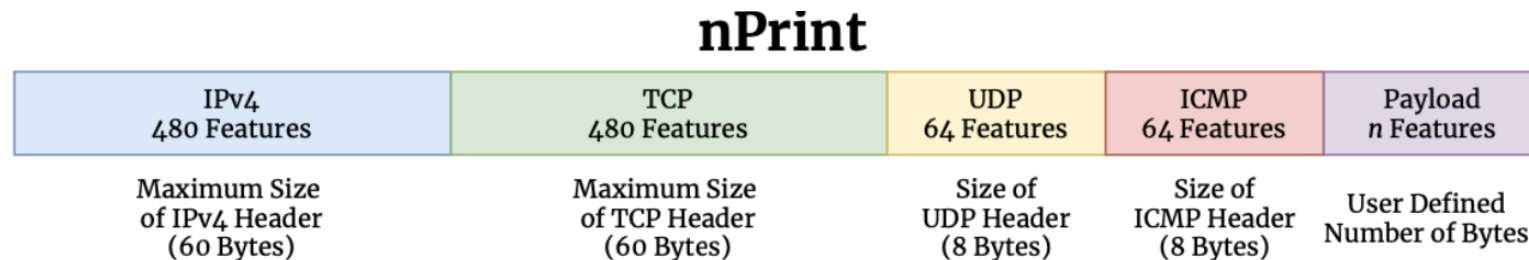 nPrint
IPv4
480 Features
TCP
480 Features
UDP
64 Features
ICMP
64 Features
Payload
n Features
Maximum Size
of IPv4 Header
(60 Bytes)
Maximum Size
of TCP Header
(60 Bytes)
Size of
UDP Header
(8 Bytes)
Size of
ICMP Header
(8 Bytes)
User Defined
Number of Bytes